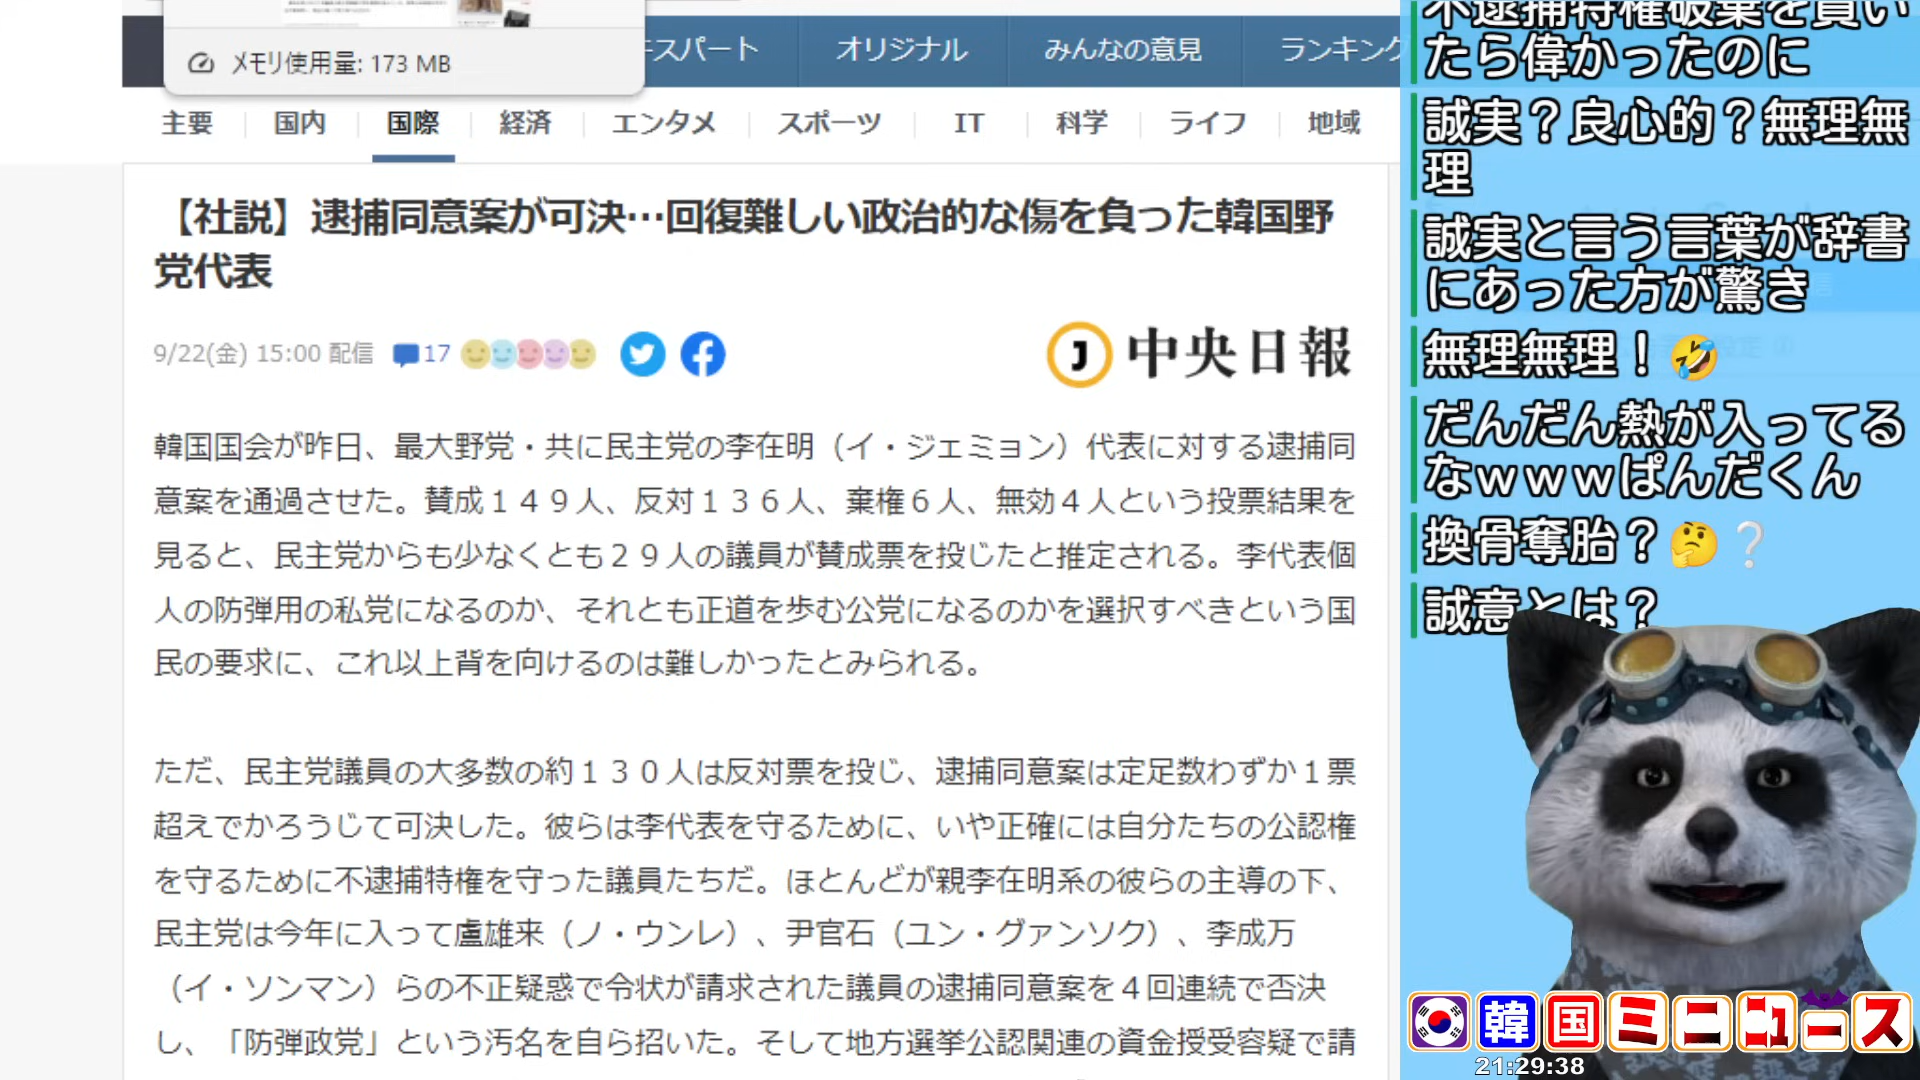 メモリ使用量: 173 MB
キスパート
オリジナル
みんなの意見
ランキング
主要
国内
国際
経済
エンタメ
スポーツ
IT
科学
ライフ
地域
【社説】逮捕同意案が可決…回復難しい政治的な傷を負った韓国野
党代表
9/22(金) 15:00 配信
17
J 中央日報
韓国国会が昨日、最大野党・共に民主党の李在明（イ・ジェミョン）代表に対する逮捕同
意案を通過させた。賛成１４９人、反対１３６人、棄権６人、無効４人という投票結果を
見ると、民主党からも少なくとも２９人の議員が賛成票を投じたと推定される。李代表個
人の防弾用の私党になるのか、それとも正道を歩む公党になるのかを選択すべきという国
民の要求に、これ以上背を向けるのは難しかったとみられる。
ただ、民主党議員の大多数の約１３０人は反対票を投じ、逮捕同意案は定足数わずか１票
超えでかろうじて可決した。彼らは李代表を守るために、いや正確には自分たちの公認権
を守るために不逮捕特権を守った議員たちだ。ほとんどが親李在明系の彼らの主導の下、
民主党は今年に入って盧雄来（ノ・ウンレ）、尹官石（ユン・グァンソク）、李成万
（イ・ソンマン）らの不正疑惑で令状が請求された議員の逮捕同意案を４回連続で否決
し、「防弾政党」という汚名を自ら招いた。そして地方選挙公認関連の資金授受容疑で請
不逮捕特権破棄を貫い
たら偉かったのに
誠実？良心的？無理無
理
誠実と言う言葉が辞書
にあった方が驚き
無理無理！🤣
だんだん熱が入ってる
なｗｗｗぱんだくん
換骨奪胎？🤔❔
誠意とは？
韓国ミニニュース
21:29:38